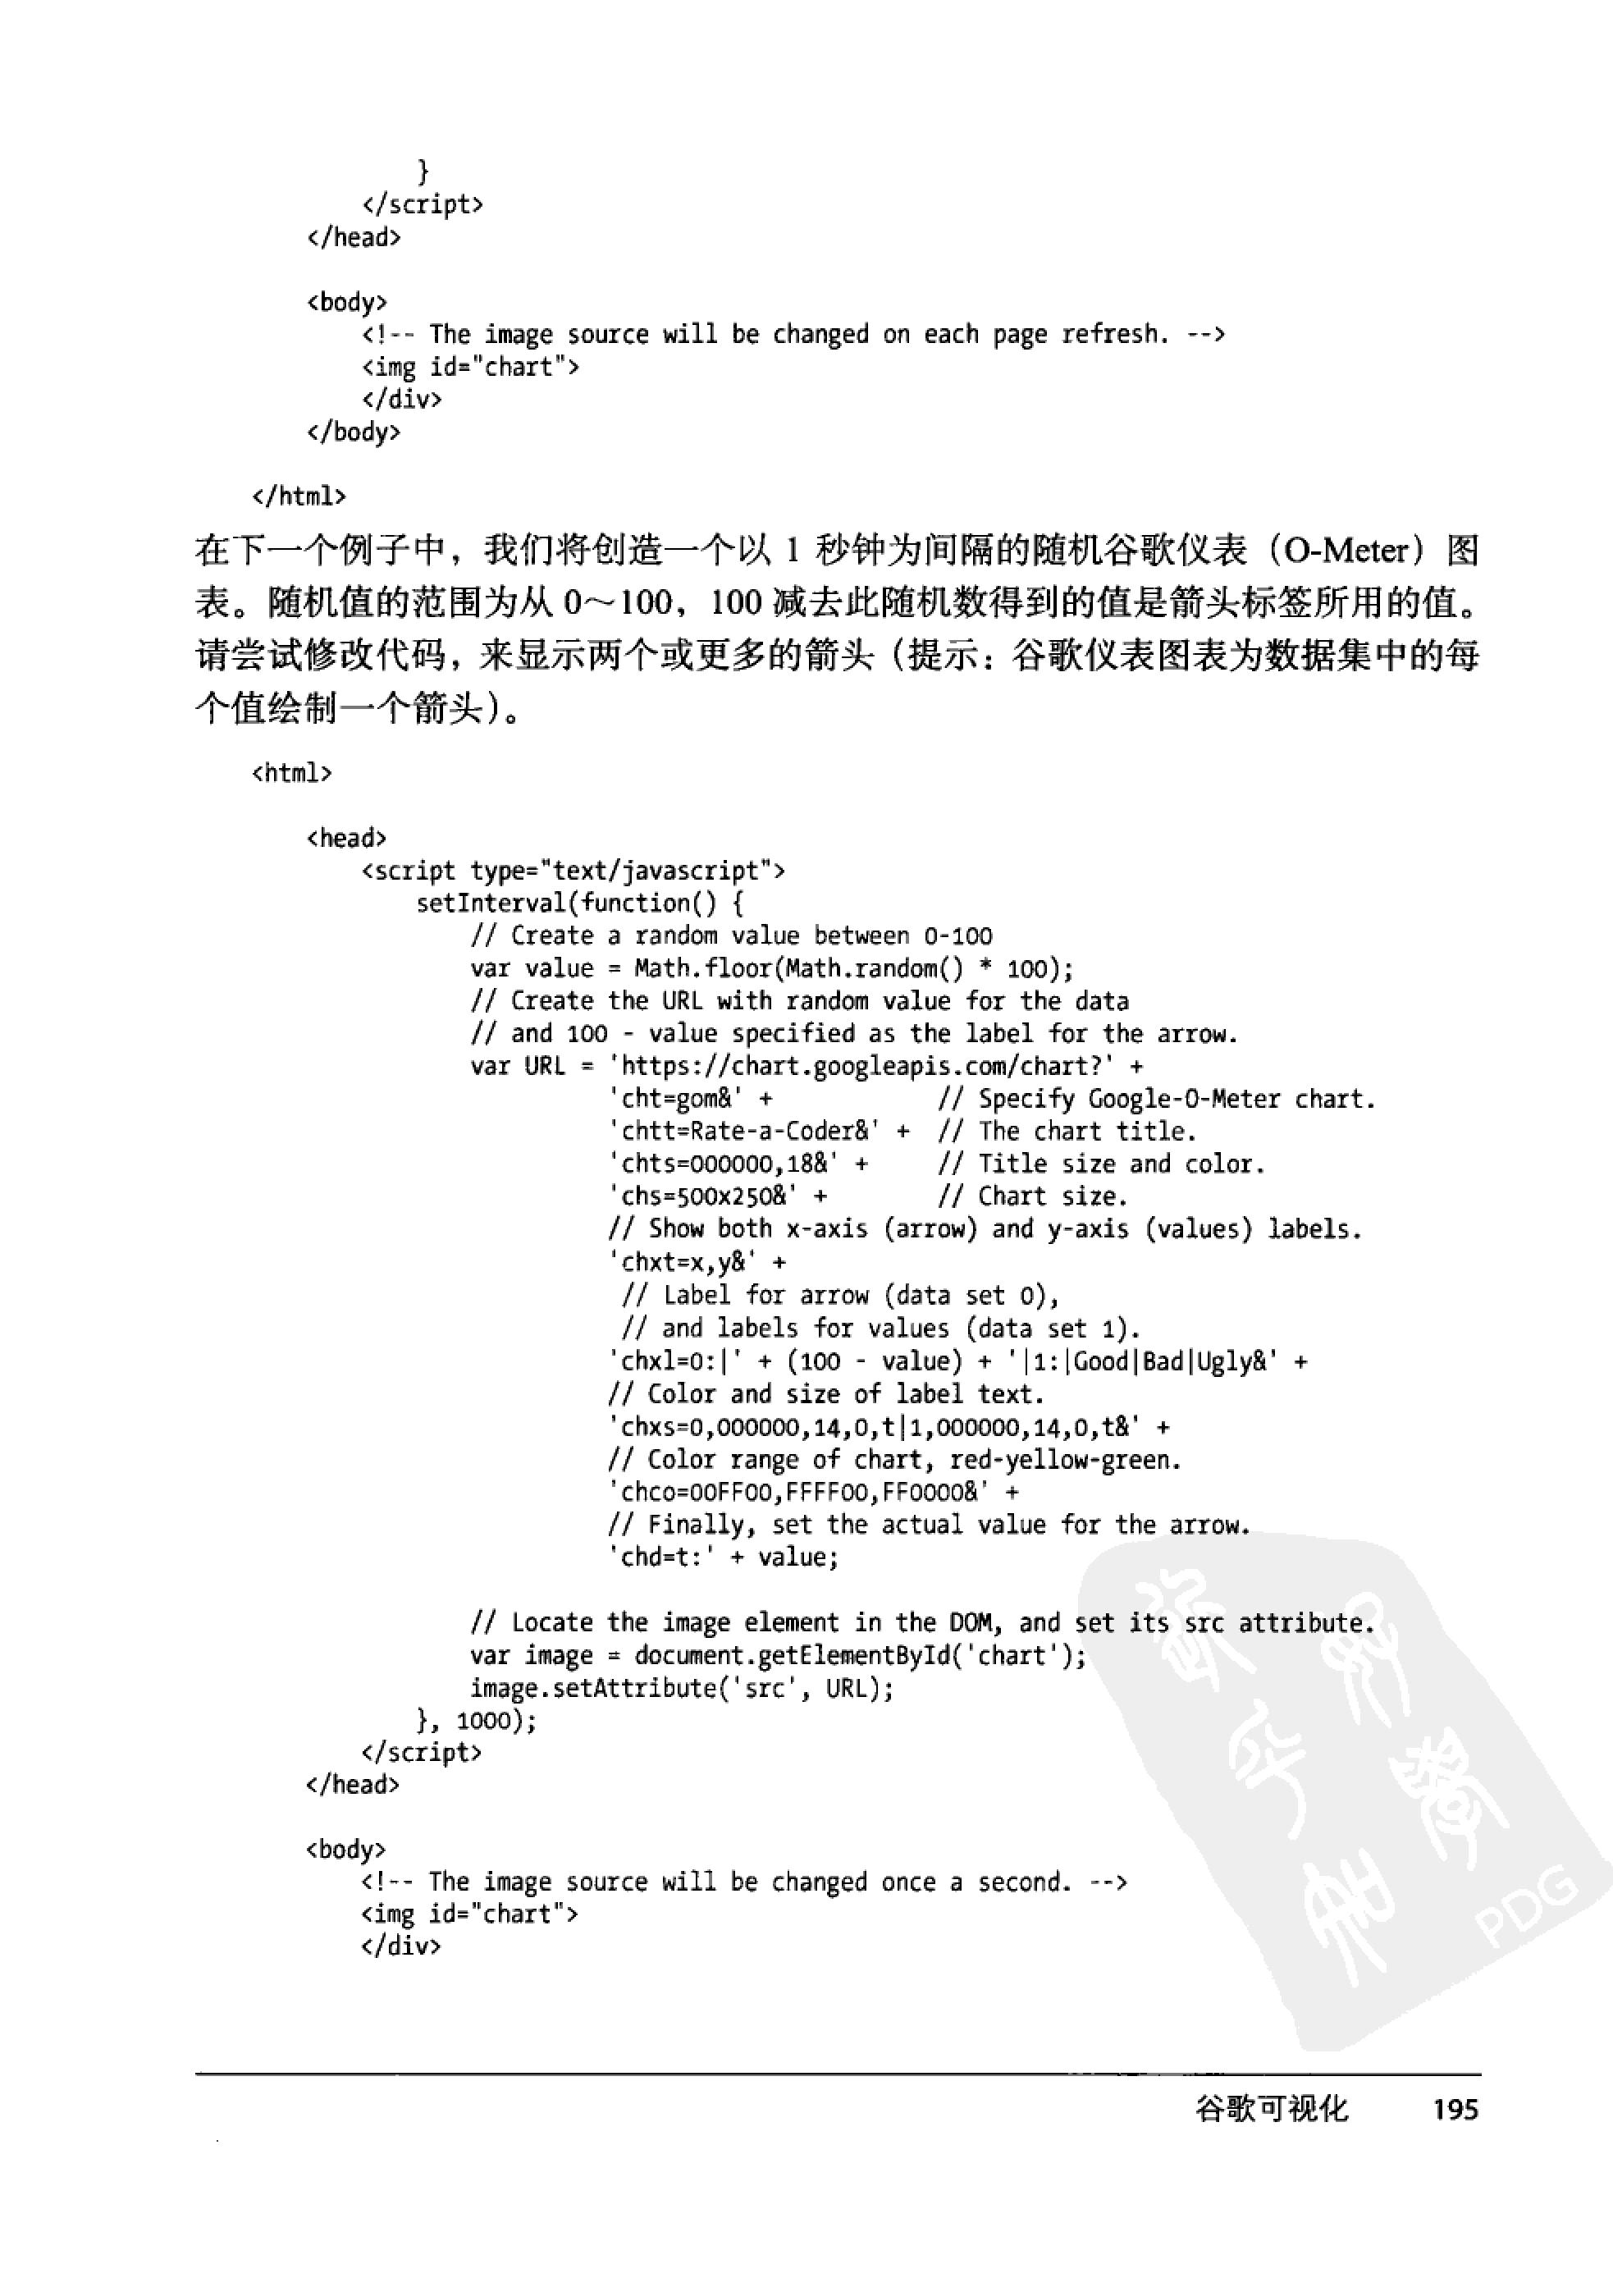 }
</script>
</head>
<body>
<!-- The image source will be changed on each page refresh. -->
<img id="chart">
</div>
</body>
</html>
在下一个例子中，我们将创造一个以 1 秒钟为间隔的随机谷歌仪表（O-Meter）图
表。随机值的范围为从 0～100，100 减去此随机数得到的值是箭头标签所用的值。
请尝试修改代码，来显示两个或更多的箭头（提示：谷歌仪表图表为数据集中的每
个值绘制一个箭头）。
<html>
<head>
<script type="text/javascript">
setInterval(function() {
// Create a random value between 0-100
var value = Math.floor(Math.random() * 100);
// Create the URL with random value for the data
// and 100 - value specified as the label for the arrow.
var URL = 'https://chart.googleapis.com/chart?' +
'cht=gom&' + // Specify Google-O-Meter chart.
'chtt=Rate-a-Coder&' + // The chart title.
'chts=000000,18&' + // Title size and color.
'chs=500x250&' + // Chart size.
// Show both x-axis (arrow) and y-axis (values) labels.
'chxt=x,y&' +
// Label for arrow (data set 0),
// and labels for values (data set 1).
'chxl=0:|' + (100 - value) + '|1:|Good|Bad|Ugly&' +
// Color and size of label text.
'chxs=0,000000,14,0,t|1,000000,14,0,t&' +
// Color range of chart, red-yellow-green.
'chco=00FF00,FFFF00,FF0000&' +
// Finally, set the actual value for the arrow.
'chd=t:' + value;
// Locate the image element in the DOM, and set its src attribute.
var image = document.getElementById('chart');
image.setAttribute('src', URL);
}, 1000);
</script>
</head>
<body>
<!-- The image source will be changed once a second. -->
<img id="chart">
</div>
PDG
谷歌可视化 195